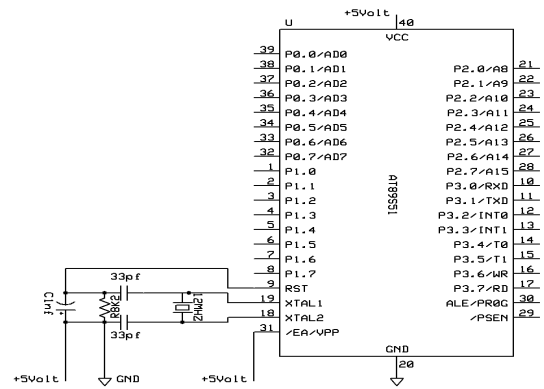 +5Volt
U
40
VCC
39 P0.0/AD0
38 P0.1/AD1
37 P0.2/AD2
36 P0.3/AD3
35 P0.4/AD4
34 P0.5/AD5
33 P0.6/AD6
32 P0.7/AD7
1 P1.0
2 P1.1
3 P1.2
4 P1.3
5 P1.4
6 P1.5
7 P1.6
8 P1.7
9 RST
19 XTAL1
18 XTAL2
31 /EA/VPP
AT89S51
P2.0/A8 21
P2.1/A9 22
P2.2/A10 23
P2.3/A11 24
P2.4/A12 25
P2.5/A13 26
P2.6/A14 27
P2.7/A15 28
P3.0/RXD 10
P3.1/TXD 11
P3.2/INT0 12
P3.3/INT1 13
P3.4/T0 14
P3.5/T1 15
P3.6/WR 16
P3.7/RD 17
ALE/PROG 30
/PSEN 29
GND
20
33pf
R8K2
33pf
+5Volt
GND
+5Volt